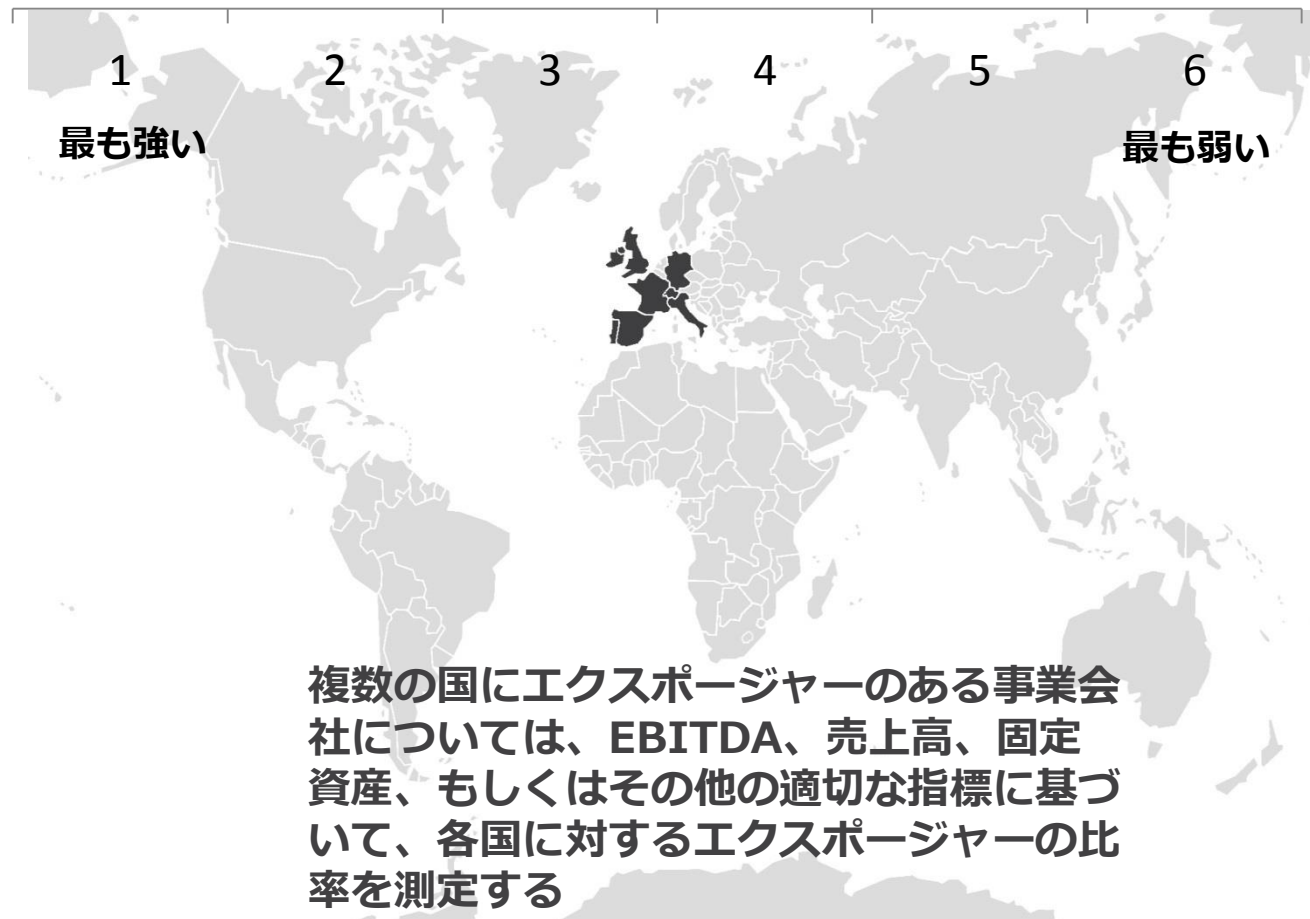 1 2 3 4 5 6
最も強い 最も弱い
複数の国にエクスポージャーのある事業会
社については、EBITDA、売上高、固定
資産、もしくはその他の適切な指標に基づ
いて、各国に対するエクスポージャーの比
率を測定する